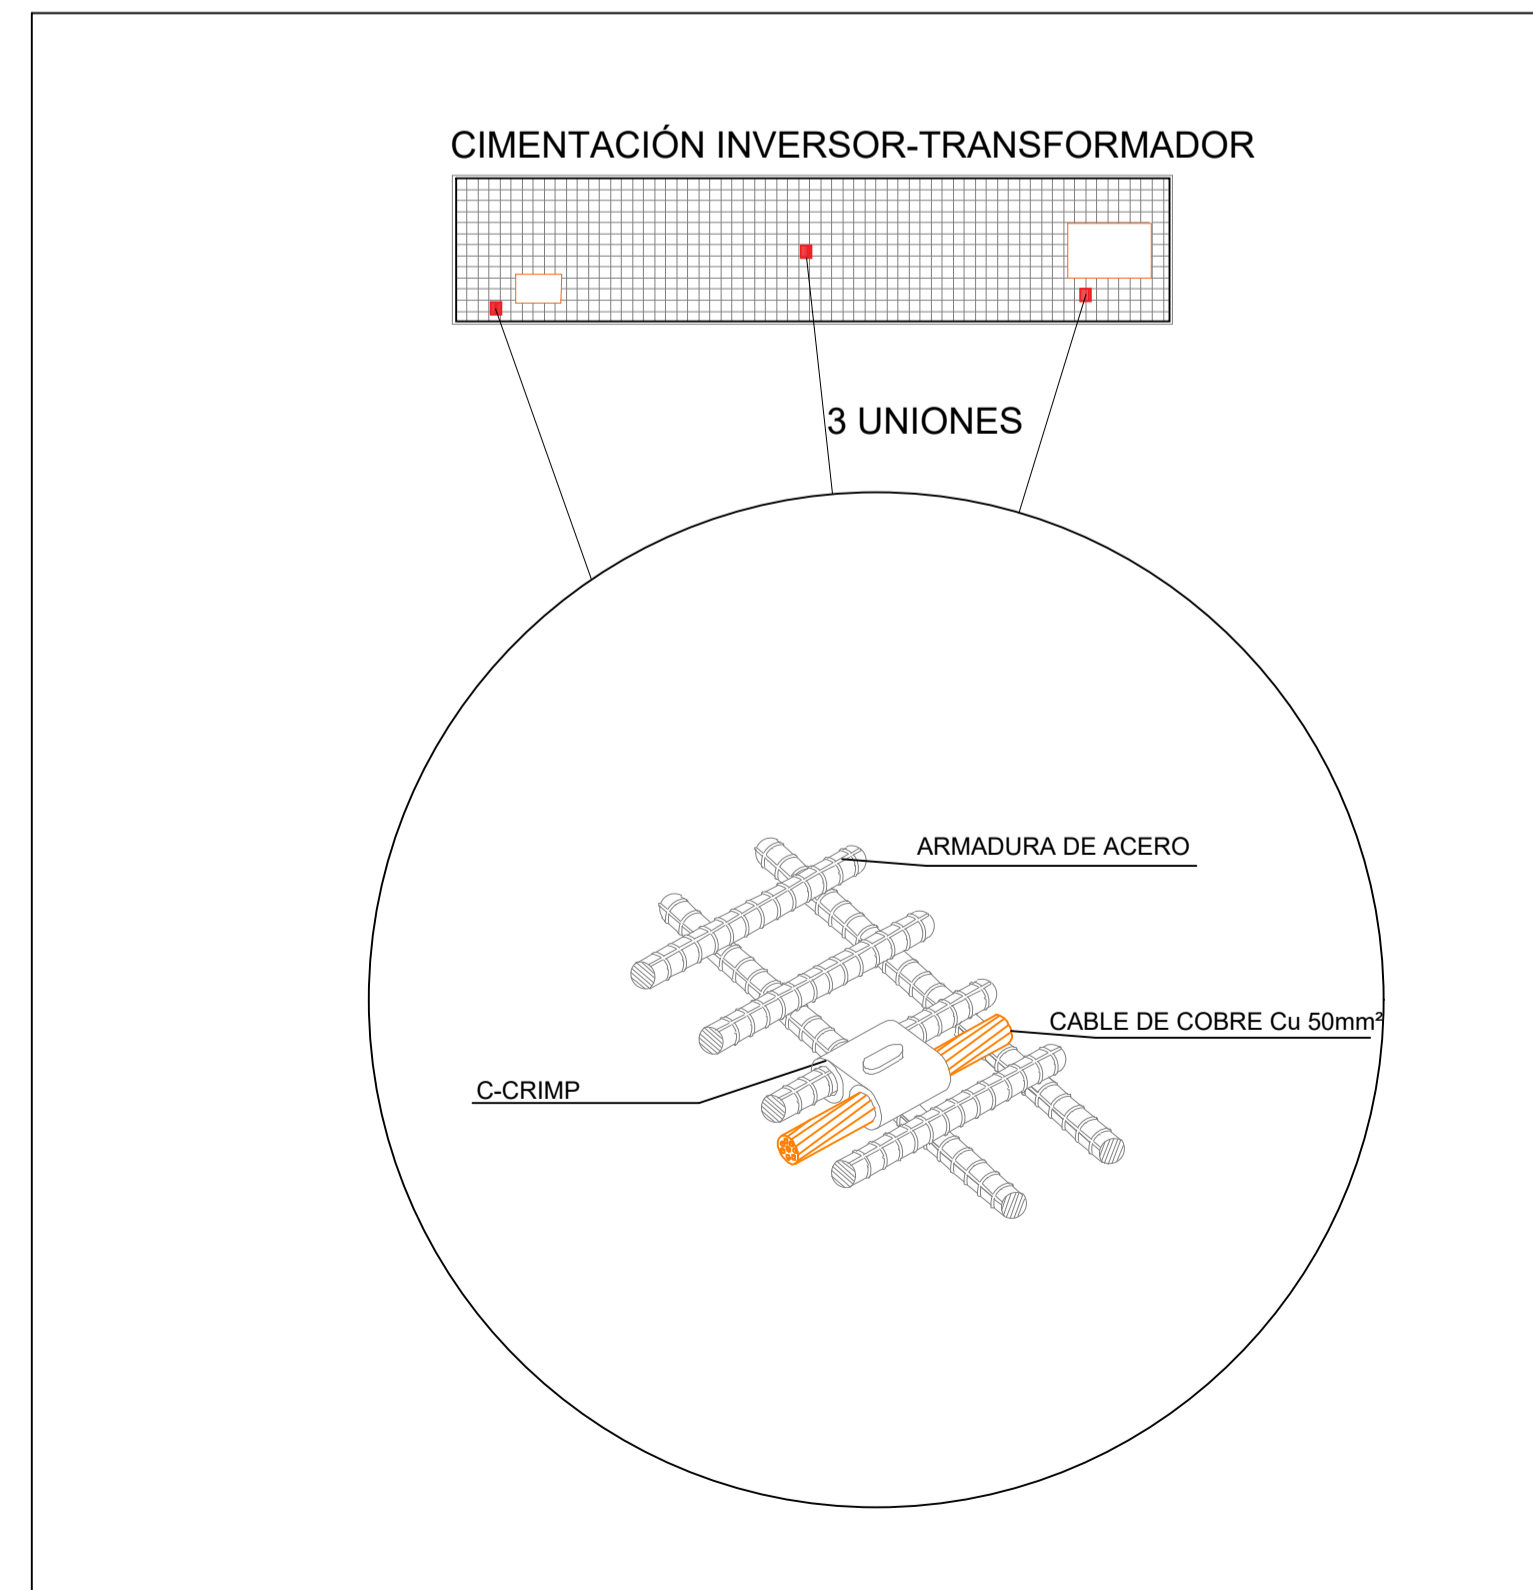 CIMENTACIÓN INVERSOR-TRANSFORMADOR
3 UNIONES
ARMADURA DE ACERO
CABLE DE COBRE Cu 50mm²
C-CRIMP